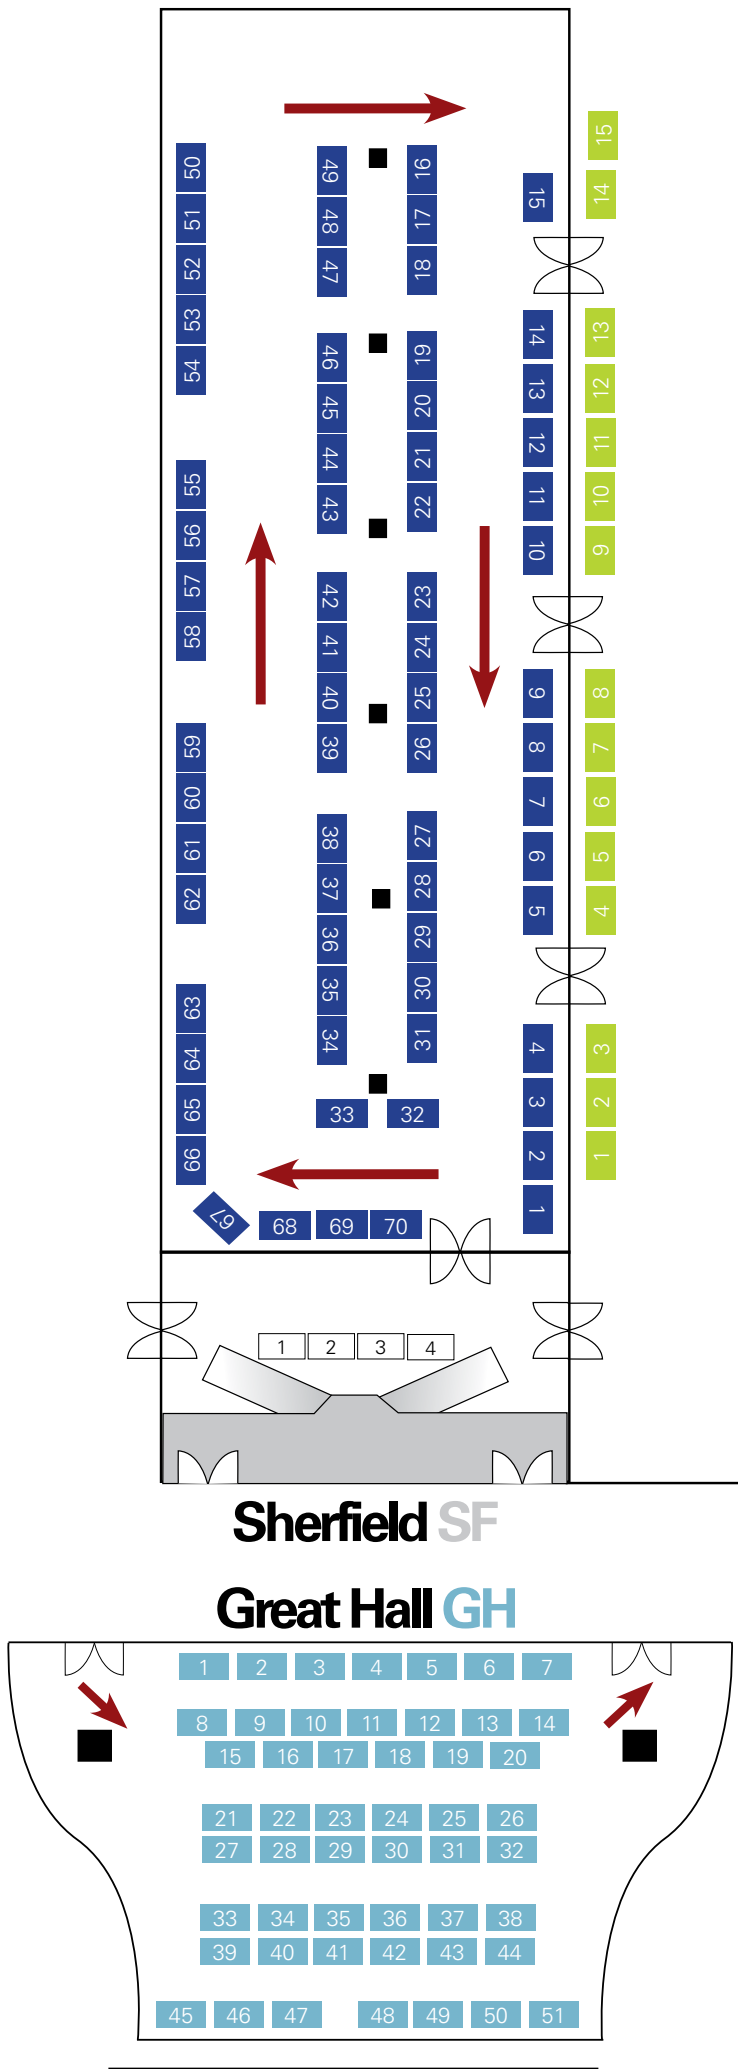 50 49 16 15
51 48 17 15 14
52 47 18
53 46 19 14 13
54 45 20 13 12
55 44 21 12 11
56 43 22 11 10
57 42 23 10 9
58 41 24 9 8
59 40 25 8 7
60 39 26 7 6
61 38 27 6 5
62 37 28 5 4
63 36 29
64 35 30 4 3
65 34 31 3 2
66 33 32 2 1
67 68 69 70 1
1 2 3 4
Sherfield SF
Great Hall GH
1 2 3 4 5 6 7
8 9 10 11 12 13 14
15 16 17 18 19 20
21 22 23 24 25 26
27 28 29 30 31 32
33 34 35 36 37 38
39 40 41 42 43 44
45 46 47 48 49 50 51